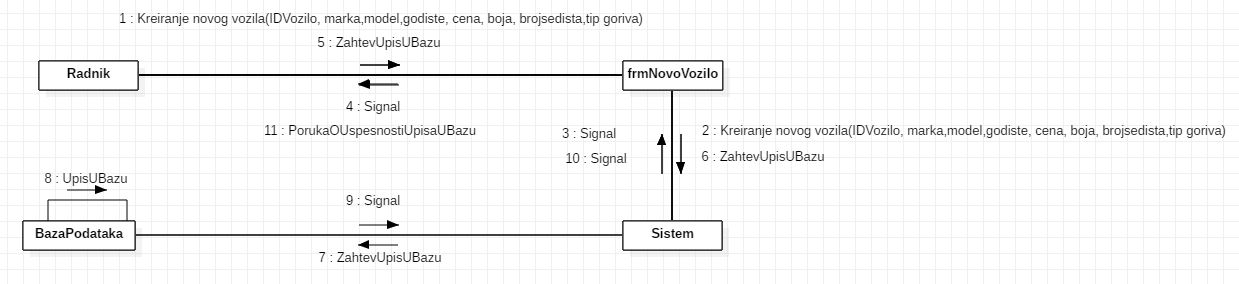 1 : Kreiranje novog vozila(IDVozilo, marka,model,godiste, cena, boja, brojsedista,tip goriva)
5 : ZahtevUpisUBazu
Radnik
frmNovoVozilo
4 : Signal
11 : PorukaOUspesnostiUpisaUBazu
3 : Signal
2 : Kreiranje novog vozila(IDVozilo, marka,model,godiste, cena, boja, brojsedista,tip goriva)
10 : Signal
6 : ZahtevUpisUBazu
8 : UpisUBazu
9 : Signal
BazaPodataka
Sistem
7 : ZahtevUpisUBazu